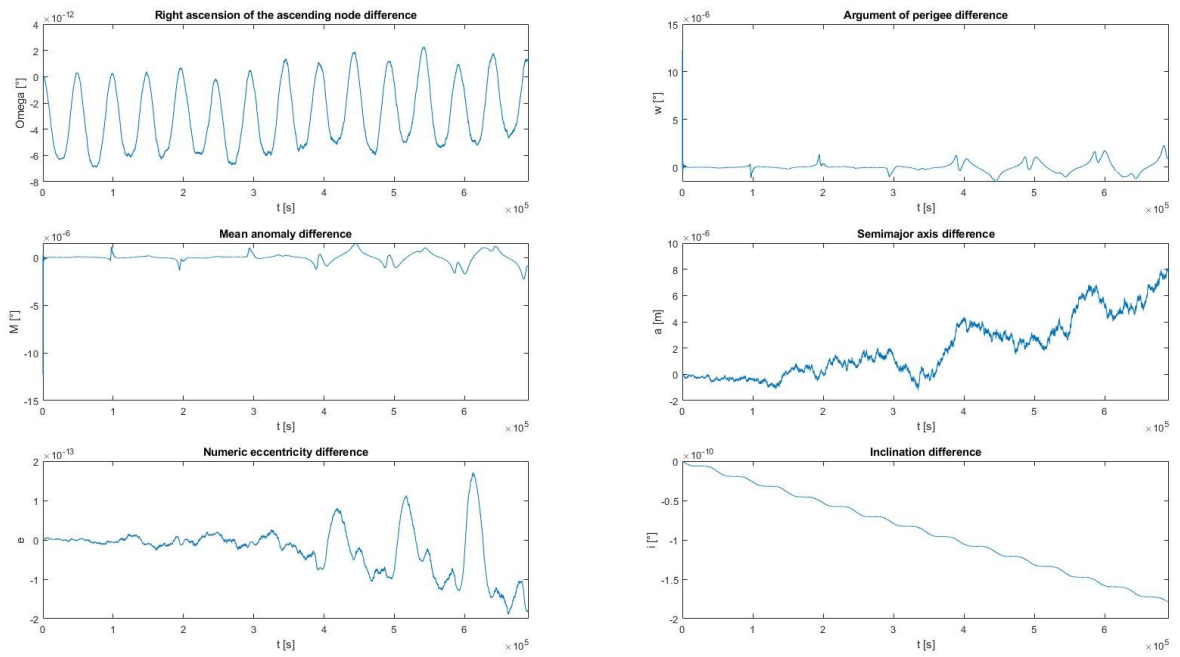 Right ascension of the ascending node difference
×10⁻¹²
4
2
0
-2
-4
-6
-8
Omega [°]
0 1 2 3 4 5 6
t [s]
×10⁵
Argument of perigee difference
×10⁻⁶
15
10
5
0
w [°]
0 1 2 3 4 5 6
t [s]
×10⁵
Mean anomaly difference
×10⁻⁶
0
-5
-10
-15
M [°]
0 1 2 3 4 5 6
t [s]
×10⁵
Semimajor axis difference
×10⁻⁶
10
8
6
4
2
0
-2
a [m]
0 1 2 3 4 5 6
t [s]
×10⁵
Numeric eccentricity difference
×10⁻¹³
2
1
0
-1
-2
e
0 1 2 3 4 5 6
t [s]
×10⁵
Inclination difference
×10⁻¹⁰
0
-0.5
-1
-1.5
-2
i [°]
0 1 2 3 4 5 6
t [s]
×10⁵